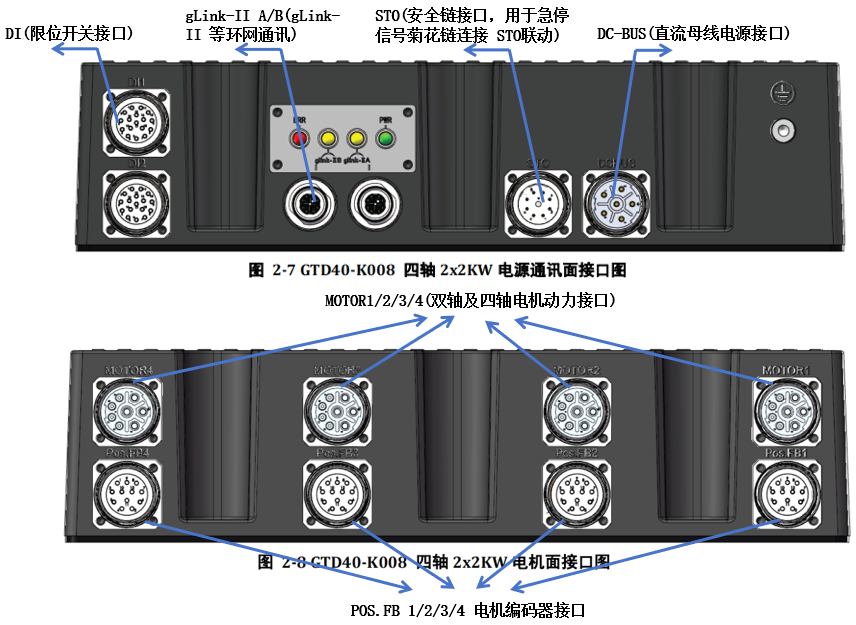 DI(限位开关接口)
gLink-II A/B(gLink-
II 等环网通讯)
STO(安全链接口，用于急停
信号菊花链连接 STO联动)
DC-BUS(直流母线电源接口)
DI1
ERR
PWR
gLink-IIB gLink-IIA
DI2
STO
DCBUS
图 2-7 GTD40-K008 四轴 2x2KW 电源通讯面接口图
MOTOR1/2/3/4(双轴及四轴电机动力接口)
MOTOR4
MOTOR3
MOTOR2
MOTOR1
Pos.FB4
Pos.FB3
Pos.FB2
Pos.FB1
图 2-8 GTD40-K008 四轴 2x2KW 电机面接口图
POS.FB 1/2/3/4 电机编码器接口